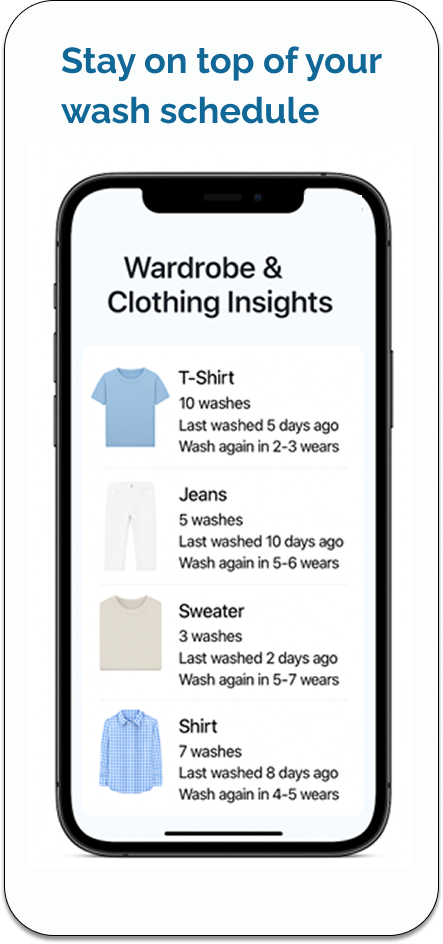 Stay on top of your
wash schedule
Wardrobe &
Clothing Insights
T-Shirt
10 washes
Last washed 5 days ago
Wash again in 2-3 wears
Jeans
5 washes
Last washed 10 days ago
Wash again in 5-6 wears
Sweater
3 washes
Last washed 2 days ago
Wash again in 5-7 wears
Shirt
7 washes
Last washed 8 days ago
Wash again in 4-5 wears